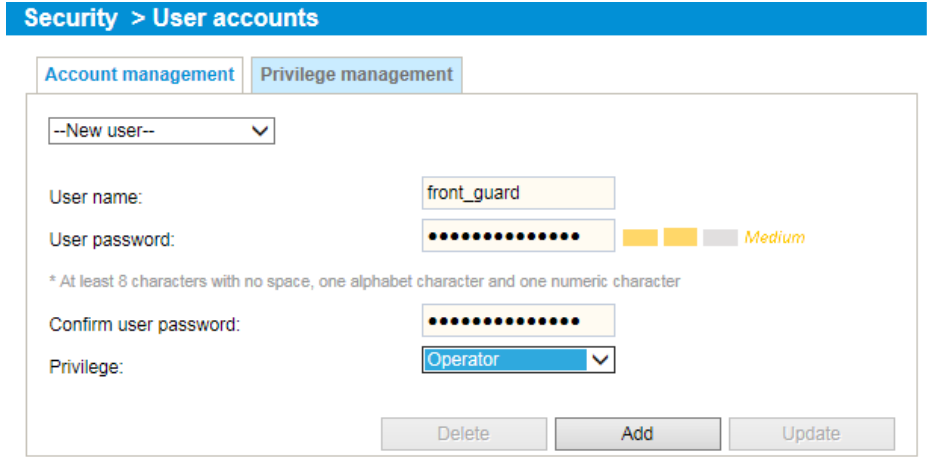 Security > User accounts
Account management Privilege management
--New user--
User name: front_guard
User password: •••••••••••••• Medium
* At least 8 characters with no space, one alphabet character and one numeric character
Confirm user password: ••••••••••••••
Privilege: Operator
Delete Add Update